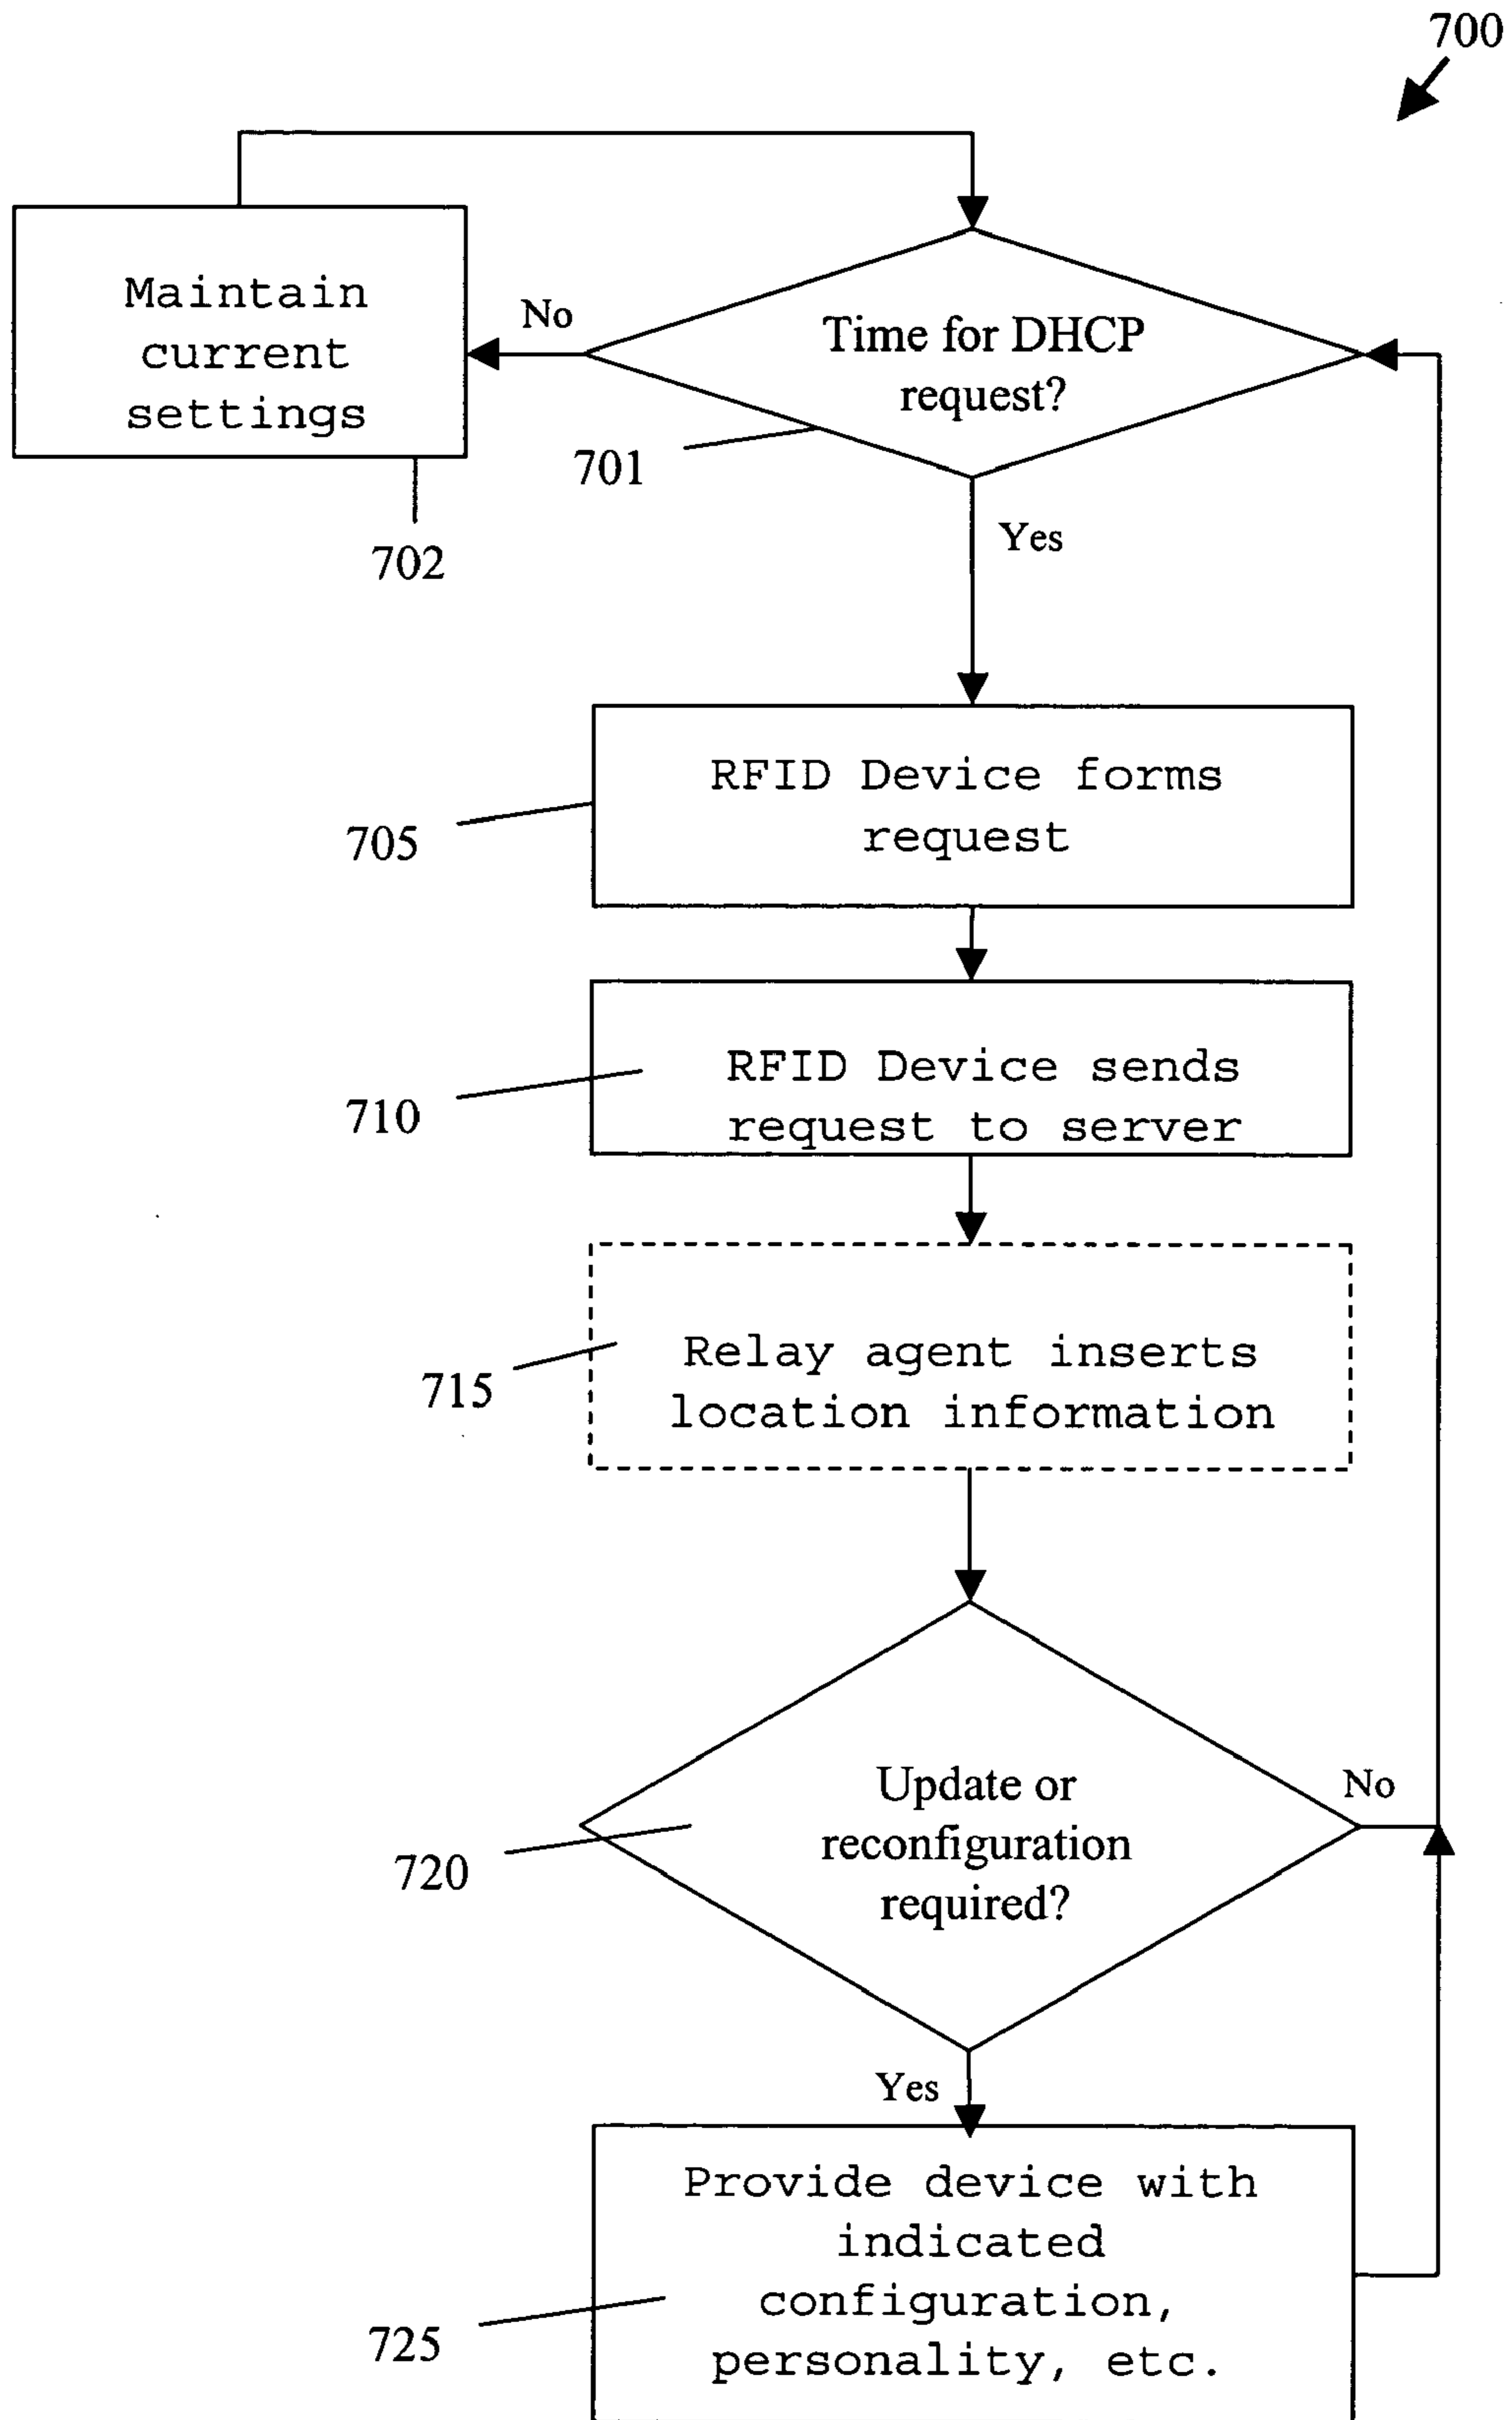 700
Maintain
current
settings
No
Time for DHCP
request?
701
702
Yes
RFID Device forms
request
705
RFID Device sends
request to server
710
Relay agent inserts
location information
715
Update or
reconfiguration
required?
No
720
Yes
Provide device with
indicated
configuration,
personality, etc.
725